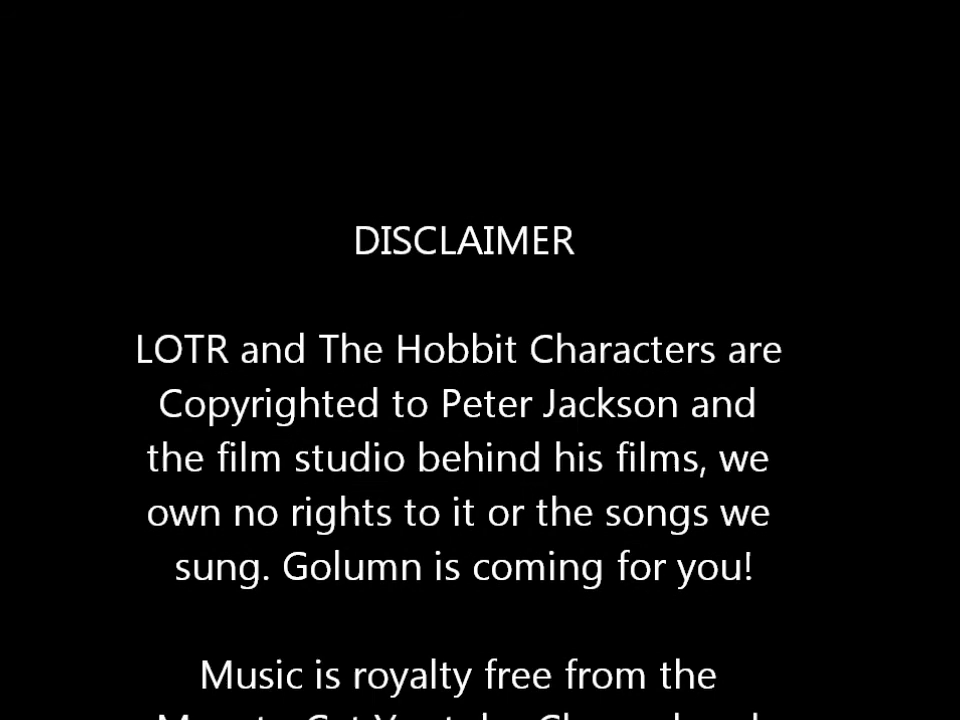 DISCLAIMER
LOTR and The Hobbit Characters are
Copyrighted to Peter Jackson and
the film studio behind his films, we
own no rights to it or the songs we
sung. Golumn is coming for you!
Music is royalty free from the